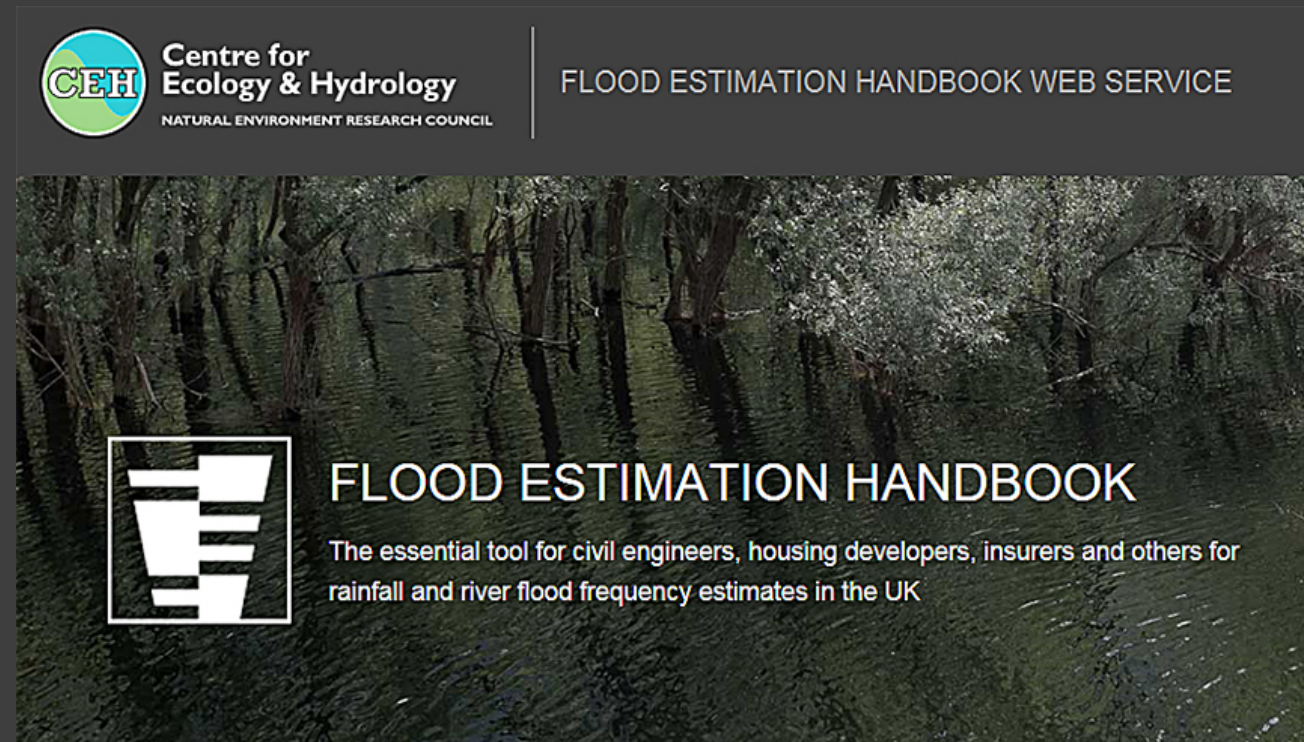 CEH
Centre for
Ecology & Hydrology
NATURAL ENVIRONMENT RESEARCH COUNCIL
FLOOD ESTIMATION HANDBOOK WEB SERVICE
FLOOD ESTIMATION HANDBOOK
The essential tool for civil engineers, housing developers, insurers and others for
rainfall and river flood frequency estimates in the UK